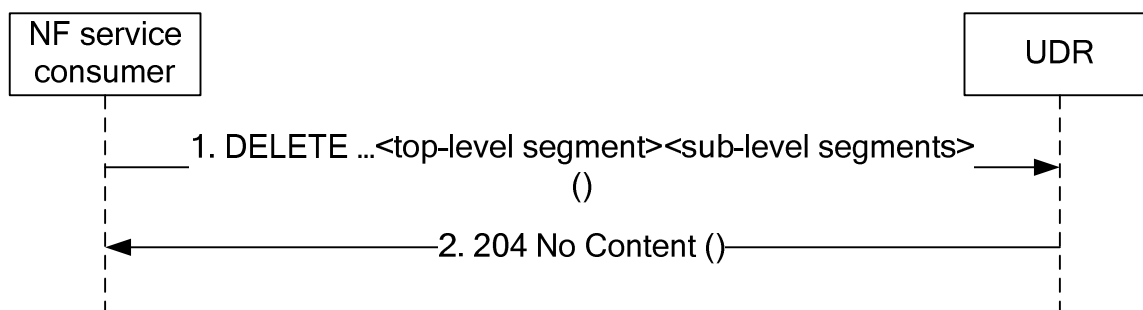 NF service
consumer
UDR
1. DELETE ...<top-level segment><sub-level segments>
()
2. 204 No Content ()